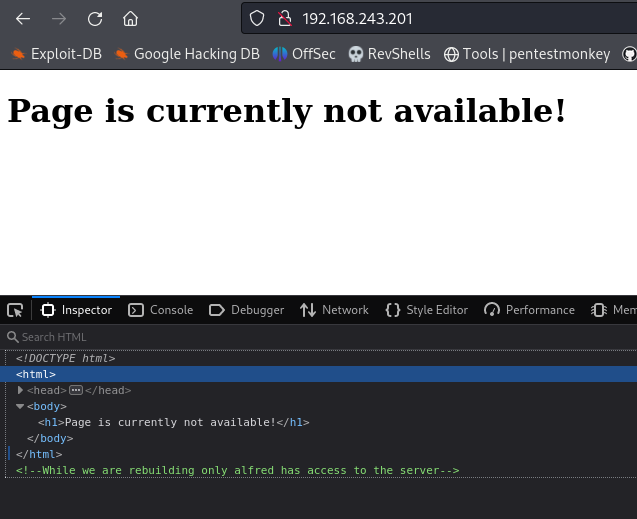 192.168.243.201
Exploit-DB Google Hacking DB OffSec RevShells Tools | pentestmonkey
Page is currently not available!
Inspector Console Debugger Network Style Editor Performance Mem
Search HTML
<!DOCTYPE html>
<html>
<head> ••• </head>
<body>
<h1>Page is currently not available!</h1>
</body>
</html>
<!--While we are rebuilding only alfred has access to the server-->